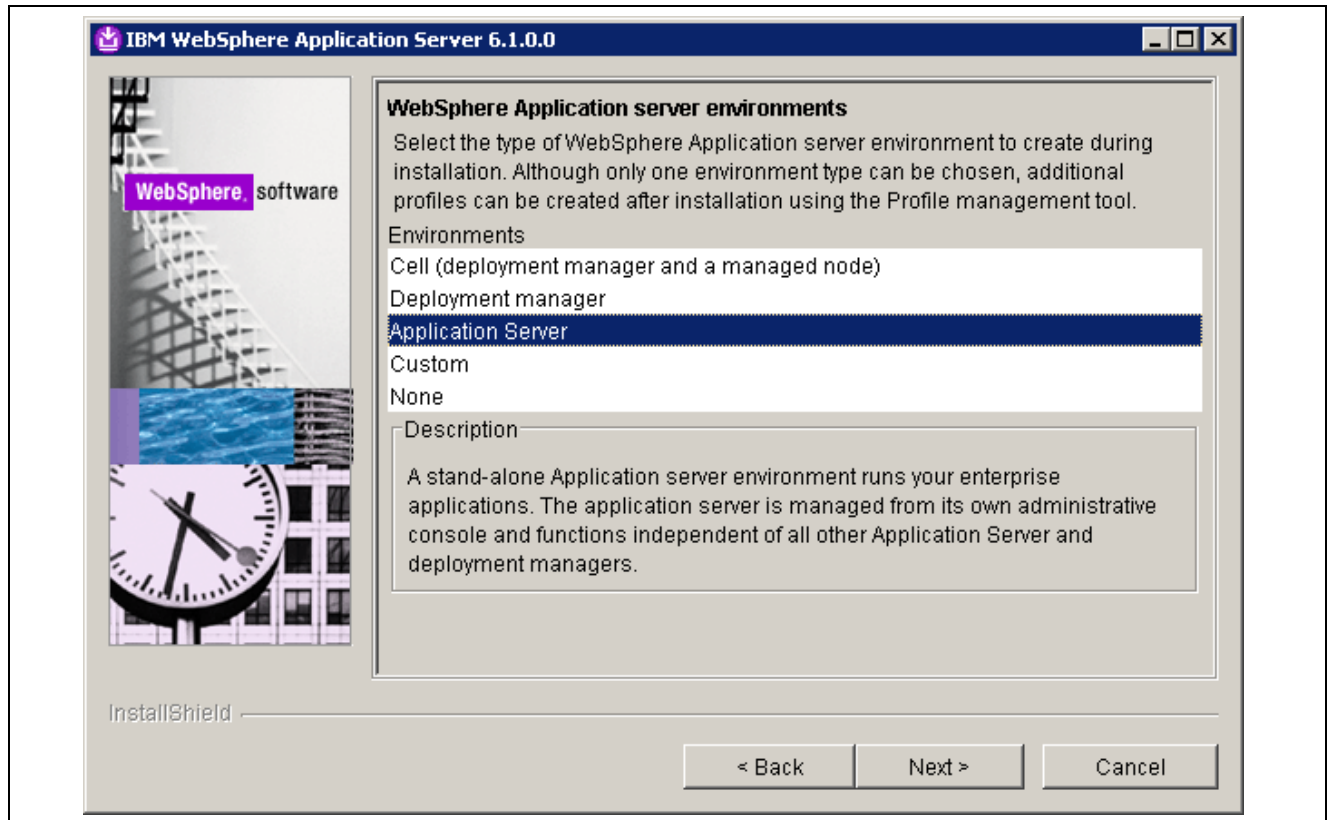 IBM WebSphere Application Server 6.1.0.0
WebSphere. software
WebSphere Application server environments
Select the type of WebSphere Application server environment to create during
installation. Although only one environment type can be chosen, additional
profiles can be created after installation using the Profile management tool.
Environments
Cell (deployment manager and a managed node)
Deployment manager
Application Server
Custom
None
Description
A stand-alone Application server environment runs your enterprise
applications. The application server is managed from its own administrative
console and functions independent of all other Application Server and
deployment managers.
InstallShield
< Back
Next >
Cancel